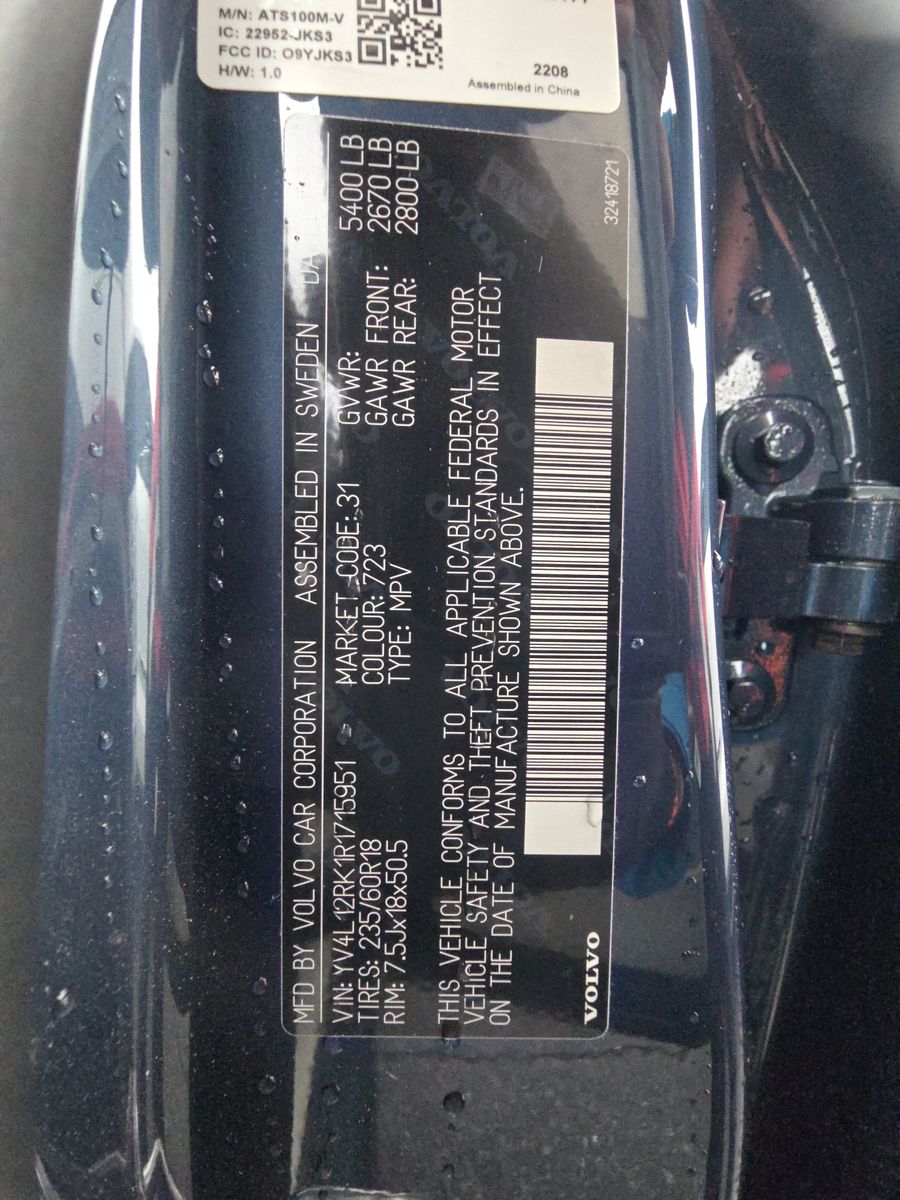 M/N: ATS100M-V
IC: 22952-JKS3
FCC ID: O9YJKS3
H/W: 1.0
2208
Assembled in China
MFD BY VOLVO CAR CORPORATION ASSEMBLED IN SWEDEN DA
VIN: YV4L12RK1R1715951 MARKET CODE: 31 GVWR: 5400 LB
TIRES: 235/60R18 COLOUR: 723 GAWR FRONT: 2670 LB
RIM: 7.5Jx18x50.5 TYPE: MPV GAWR REAR: 2800 LB
THIS VEHICLE CONFORMS TO ALL APPLICABLE FEDERAL MOTOR
VEHICLE SAFETY AND THEFT PREVENTION STANDARDS IN EFFECT
ON THE DATE OF MANUFACTURE SHOWN ABOVE.
VOLVO
32418721